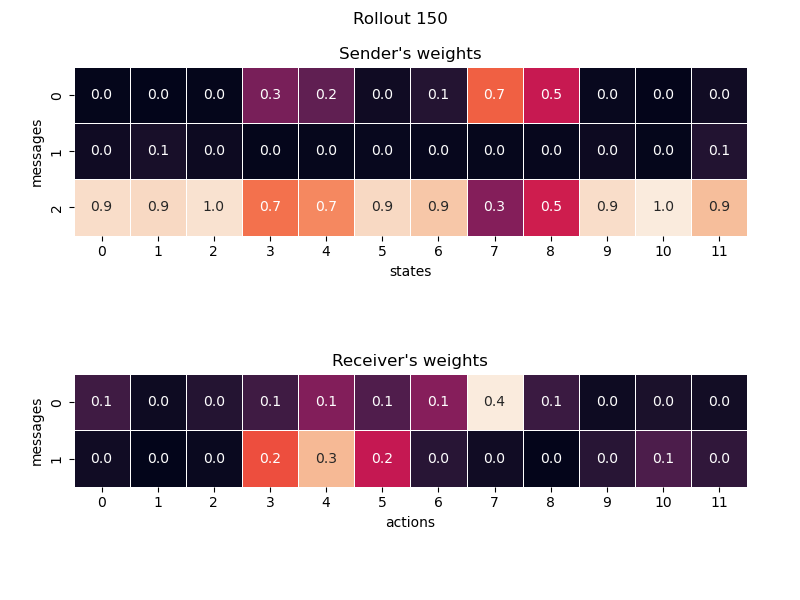 Rollout 150
Sender's weights
0 0.0 0.0 0.0 0.3 0.2 0.0 0.1 0.7 0.5 0.0 0.0 0.0
1 0.0 0.1 0.0 0.0 0.0 0.0 0.0 0.0 0.0 0.0 0.0 0.1
2 0.9 0.9 1.0 0.7 0.7 0.9 0.9 0.3 0.5 0.9 1.0 0.9
messages
0 1 2 3 4 5 6 7 8 9 10 11
states
Receiver's weights
0 0.1 0.0 0.0 0.1 0.1 0.1 0.1 0.4 0.1 0.0 0.0 0.0
1 0.0 0.0 0.0 0.2 0.3 0.2 0.0 0.0 0.0 0.0 0.1 0.0
messages
0 1 2 3 4 5 6 7 8 9 10 11
actions